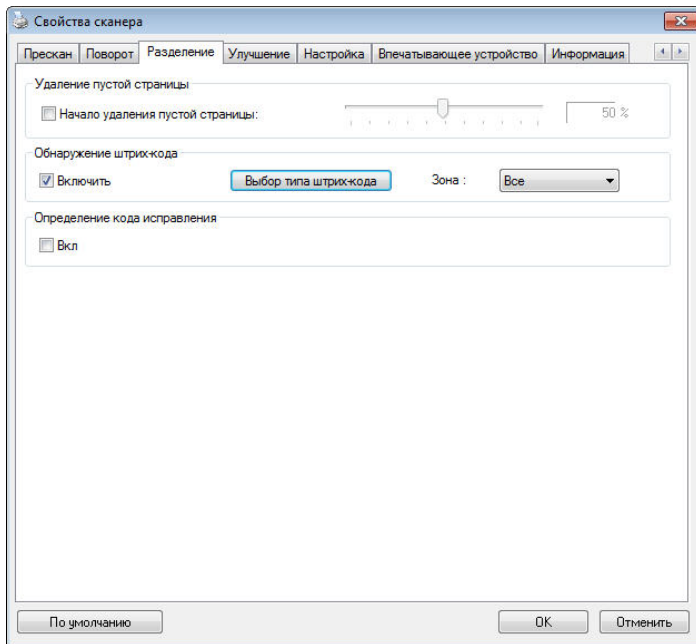 Свойства сканера
Прескан Поворот Разделение Улучшение Настройка Впечатывающее устройство Информация
Удаление пустой страницы
Начало удаления пустой страницы: 50 %
Обнаружение штрих-кода
Включить Выбор типа штрих-кода Зона : Все
Определение кода исправления
Вкл
По умолчанию OK Отменить